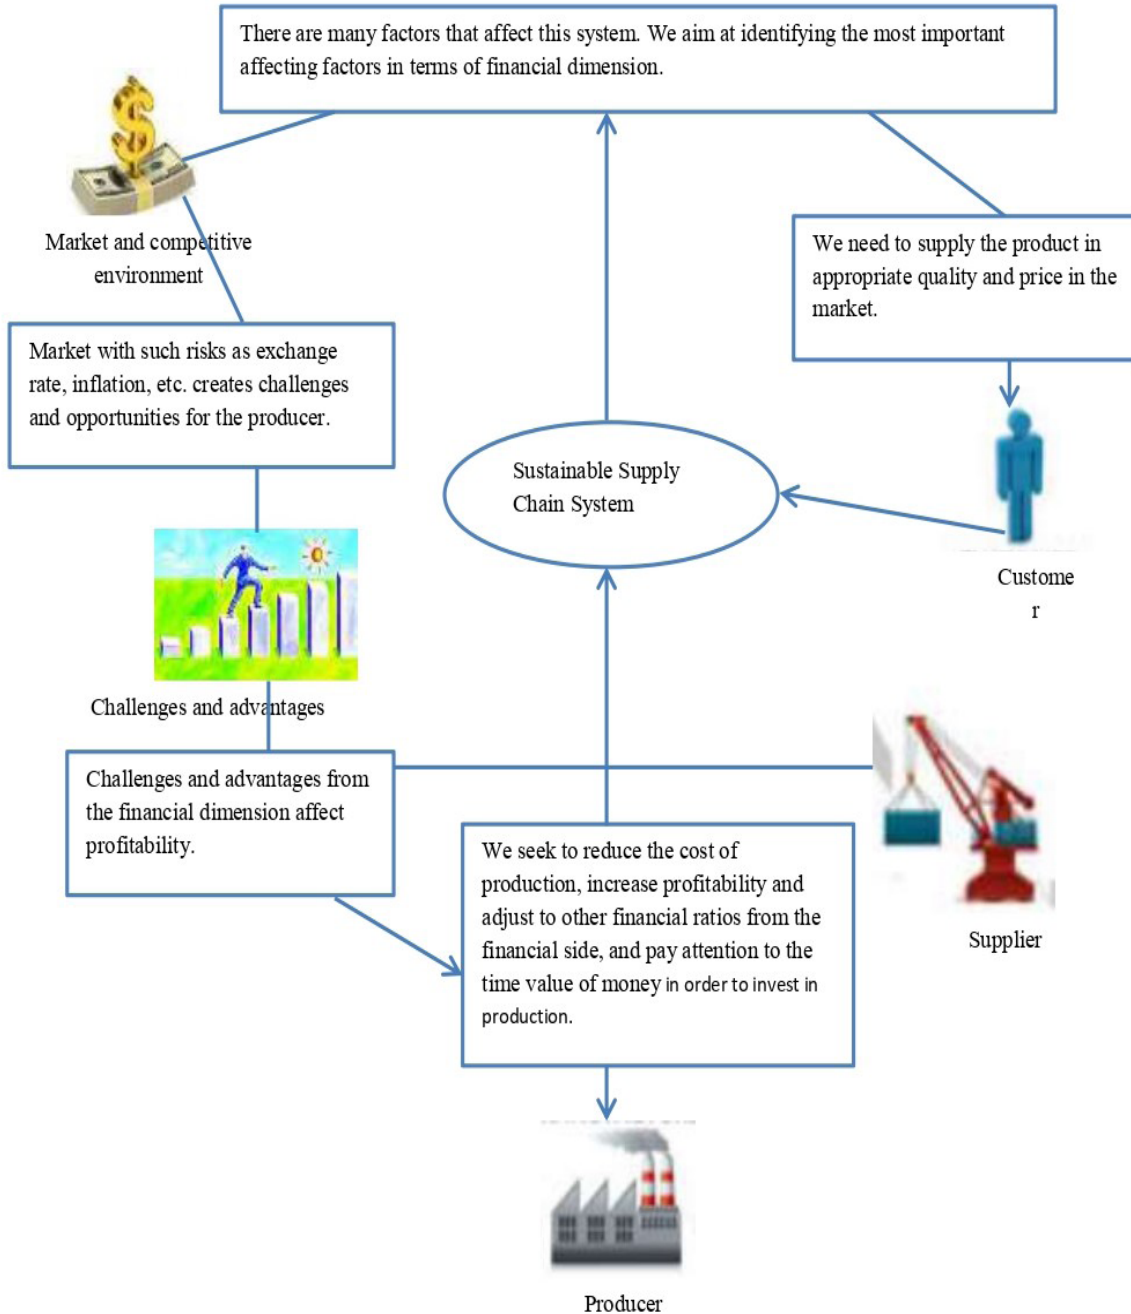 There are many factors that affect this system. We aim at identifying the most important
affecting factors in terms of financial dimension.
Market and competitive
environment
We need to supply the product in
appropriate quality and price in the
market.
Market with such risks as exchange
rate, inflation, etc. creates challenges
and opportunities for the producer.
Sustainable Supply
Chain System
Custome
r
Challenges and advantages
Challenges and advantages from
the financial dimension affect
profitability.
We seek to reduce the cost of
production, increase profitability and
adjust to other financial ratios from the
financial side, and pay attention to the
time value of money in order to invest in
production.
Supplier
Producer